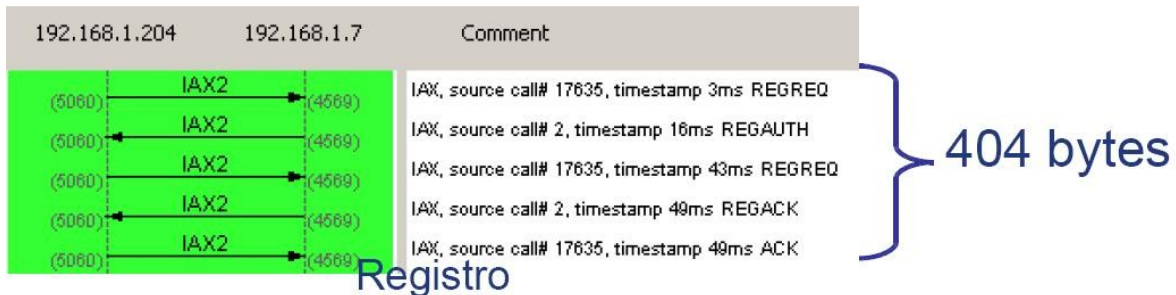 192.168.1.204 192.168.1.7 Comment
IAX2
(5060) (4569)
IAX, source call# 17635, timestamp 3ms REGREQ
IAX2
(5060) (4569)
IAX, source call# 2, timestamp 16ms REGAUTH
IAX2
(5060) (4569)
IAX, source call# 17635, timestamp 43ms REGREQ
IAX2
(5060) (4569)
IAX, source call# 2, timestamp 49ms REGACK
IAX2
(5060) (4569)
IAX, source call# 17635, timestamp 49ms ACK
404 bytes
Registro